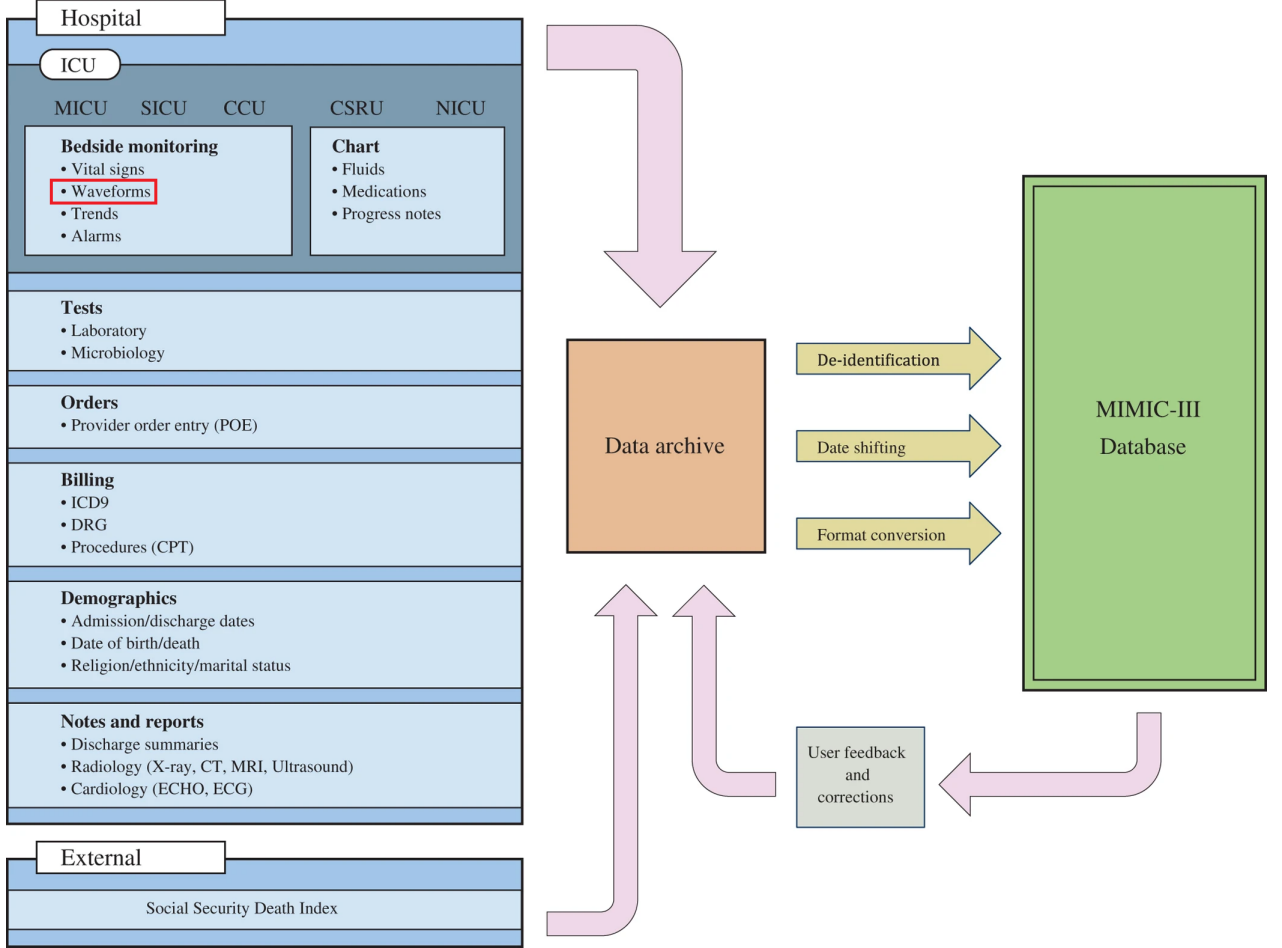 Hospital
ICU
MICU SICU CCU CSRU NICU
Bedside monitoring
• Vital signs
• Waveforms
• Trends
• Alarms
Chart
• Fluids
• Medications
• Progress notes
Tests
• Laboratory
• Microbiology
Orders
• Provider order entry (POE)
Billing
• ICD9
• DRG
• Procedures (CPT)
Demographics
• Admission/discharge dates
• Date of birth/death
• Religion/ethnicity/marital status
Notes and reports
• Discharge summaries
• Radiology (X-ray, CT, MRI, Ultrasound)
• Cardiology (ECHO, ECG)
External
Social Security Death Index
Data archive
De-identification
Date shifting
Format conversion
MIMIC-III
Database
User feedback
and
corrections